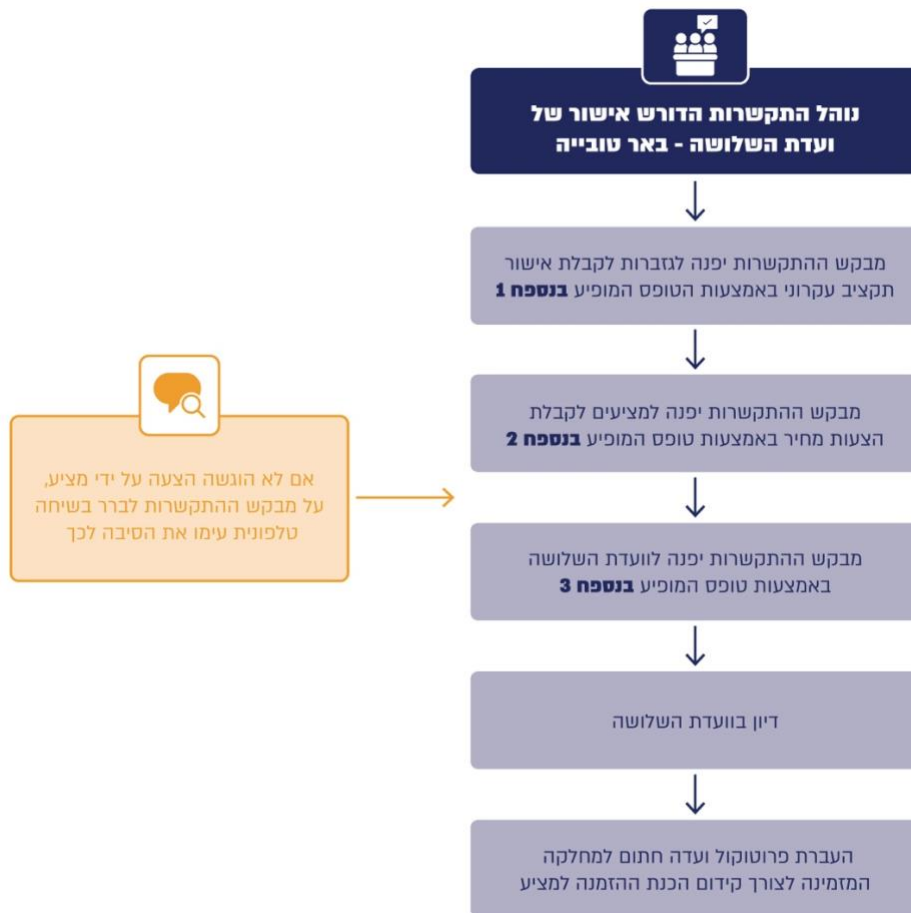 נוהל התקשרות הדורש אישור של
ועדת השלושה - באר טובייה
מבקש ההתקשרות יפנה לגזברות לקבלת אישור
תקציב עקרוני באמצעות הטופס המופיע בנספח 1
מבקש ההתקשרות יפנה למציעים לקבלת
הצעות מחיר באמצעות טופס המופיע בנספח 2
אם לא הוגשה הצעה על ידי מציע,
על מבקש ההתקשרות לברר בשיחה
טלפונית עימו את הסיבה לכך
מבקש ההתקשרות יפנה לוועדת השלושה
באמצעות טופס המופיע בנספח 3
דיון בוועדת השלושה
העברת פרוטוקול ועדה חתום למחלקה
המזמינה לצורך קידום הכנת ההזמנה למציע